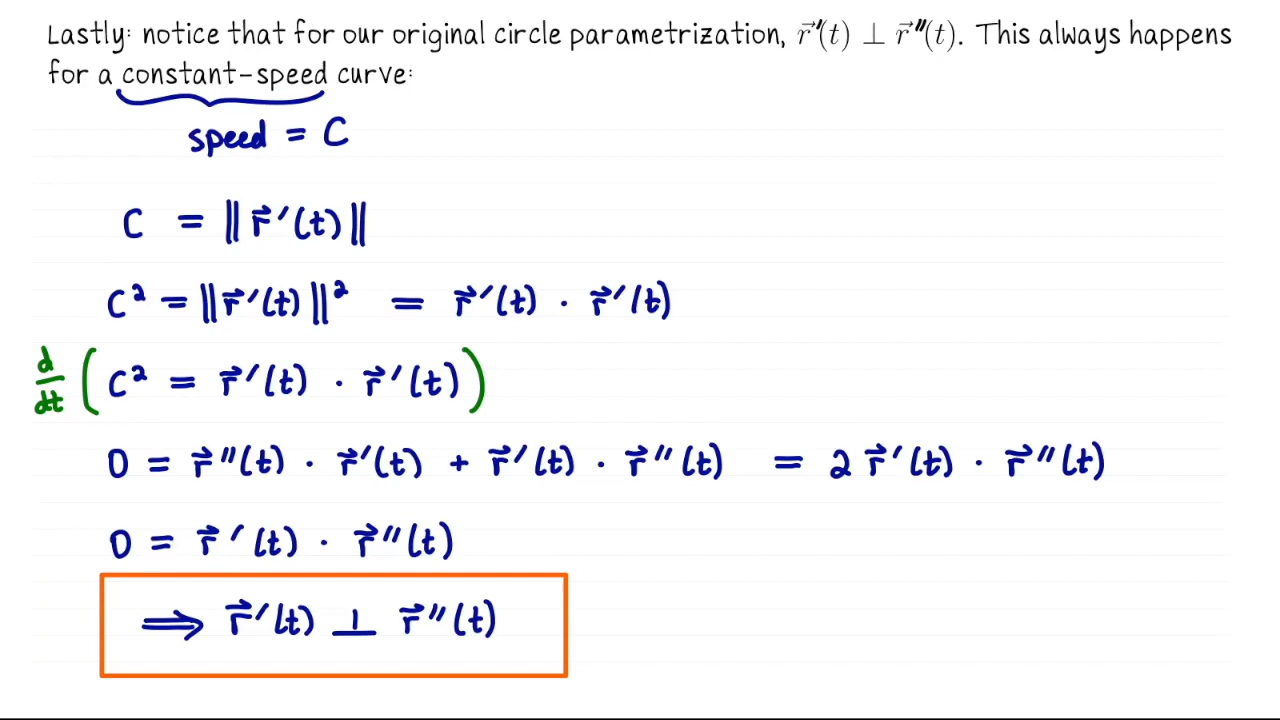 Lastly: notice that for our original circle parametrization, r⃗′(t) ⊥ r⃗″(t). This always happens
for a constant-speed curve:
speed = C
C = ‖r⃗′(t)‖
C² = ‖r⃗′(t)‖² = r⃗′(t) · r⃗′(t)
d/dt ( C² = r⃗′(t) · r⃗′(t) )
0 = r⃗″(t) · r⃗′(t) + r⃗′(t) · r⃗″(t) = 2 r⃗′(t) · r⃗″(t)
0 = r⃗′(t) · r⃗″(t)
⟹ r⃗′(t) ⊥ r⃗″(t)